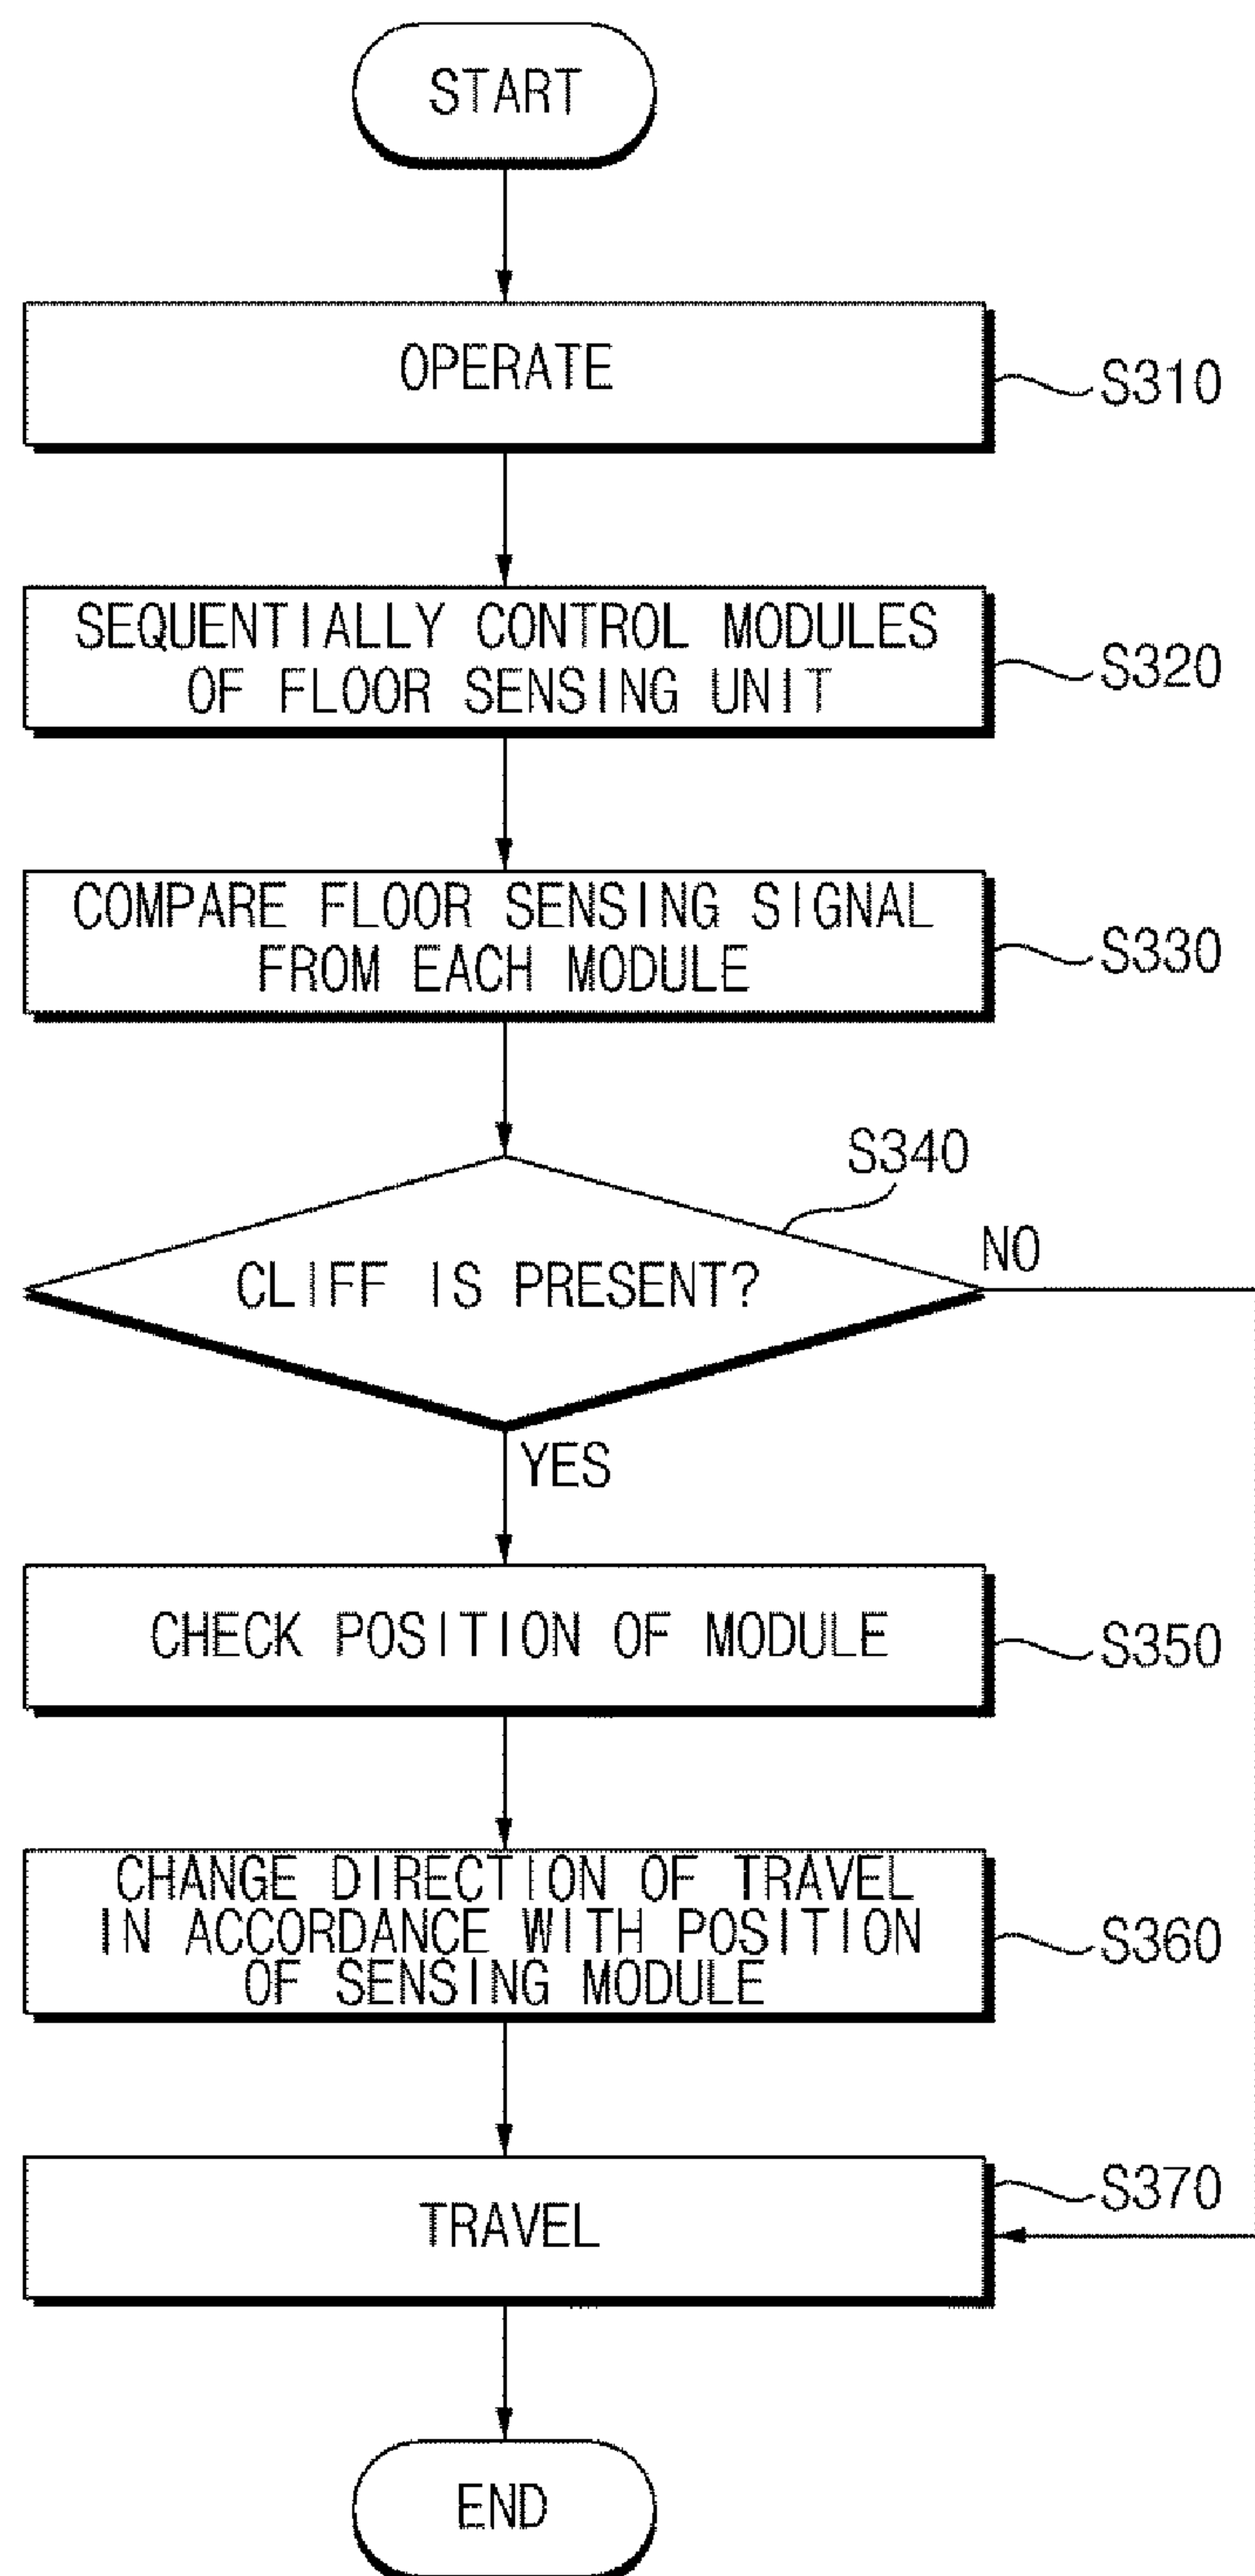 START
OPERATE
S310
SEQUENTIALLY CONTROL MODULES
OF FLOOR SENSING UNIT
S320
COMPARE FLOOR SENSING SIGNAL
FROM EACH MODULE
S330
S340
CLIFF IS PRESENT?
NO
YES
CHECK POSITION OF MODULE
S350
CHANGE DIRECTION OF TRAVEL
IN ACCORDANCE WITH POSITION
OF SENSING MODULE
S360
TRAVEL
S370
END